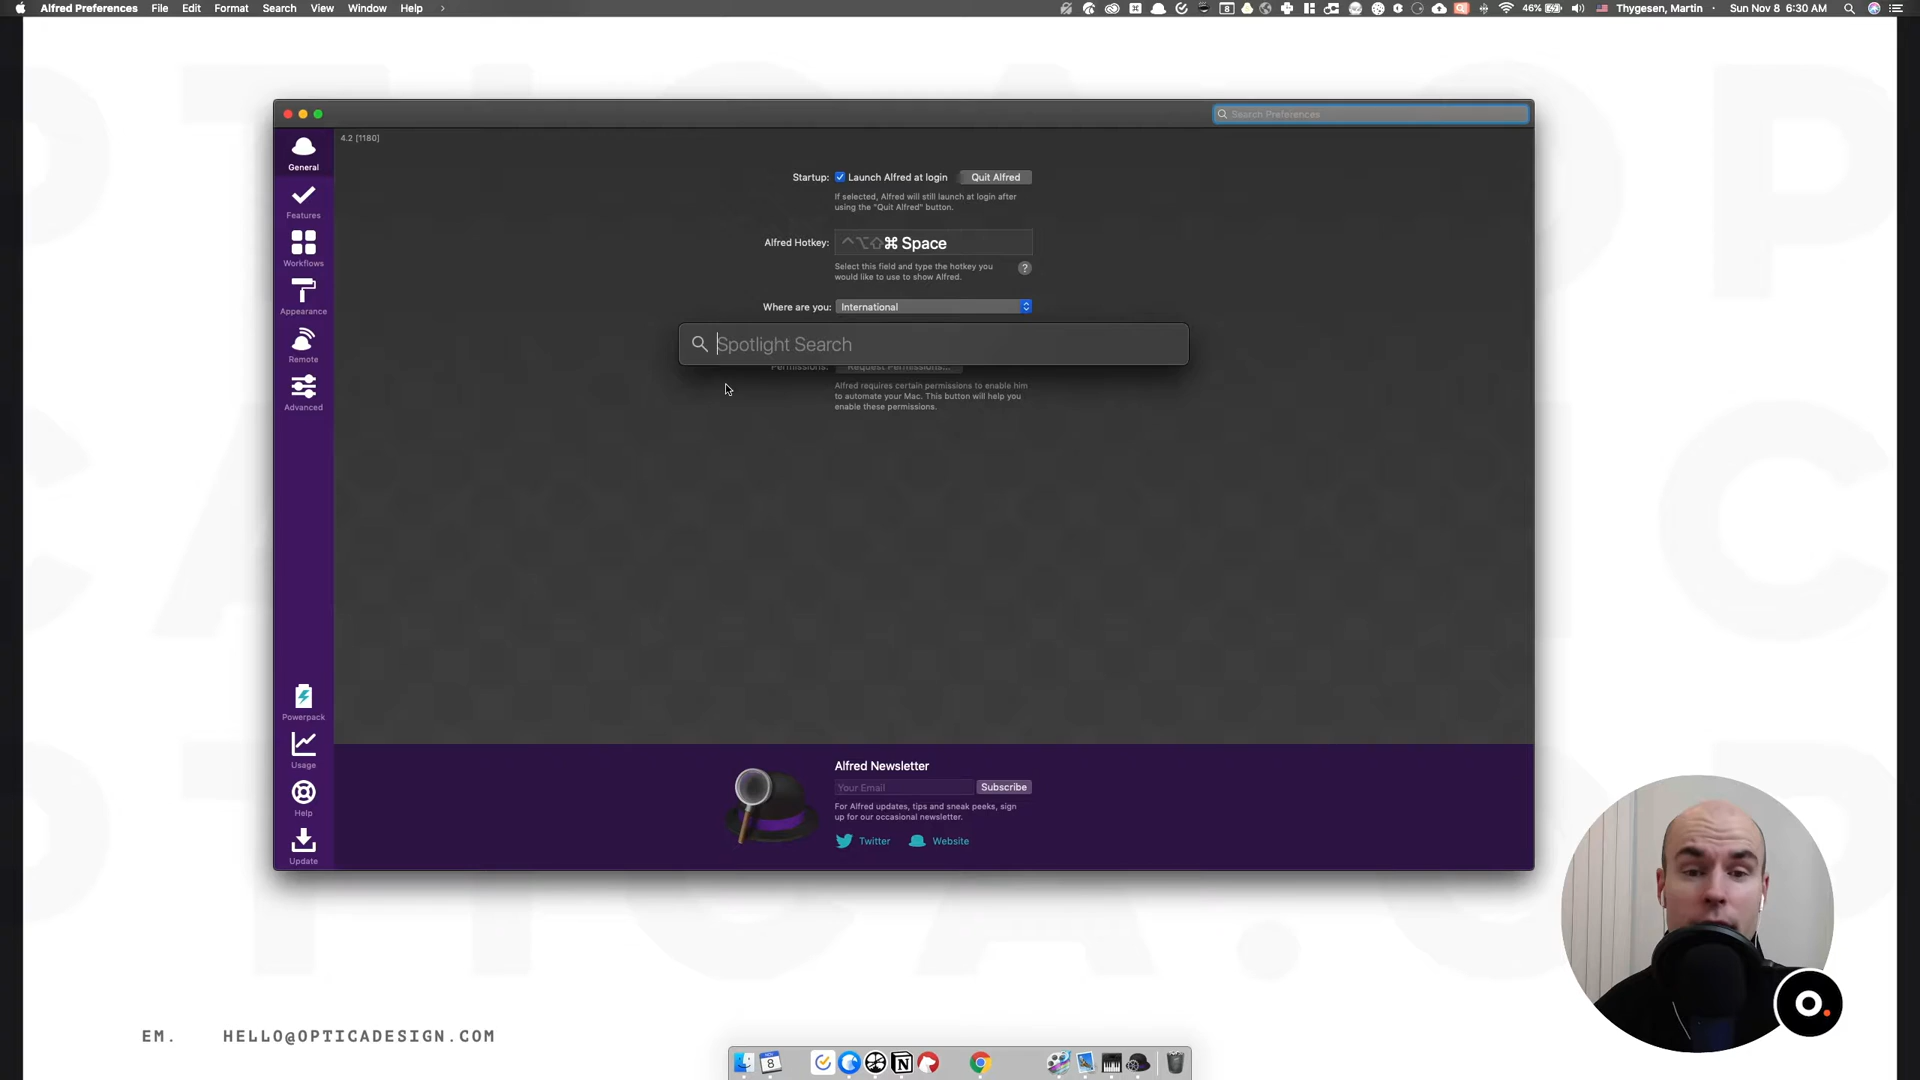 Alfred Preferences File Edit Format Search View Window Help
46% Thygesen, Martin Sun Nov 8 6:30 AM
Search Preferences
4.2 [1180]
General
Features
Workflows
Appearance
Remote
Advanced
Powerpack
Usage
Help
Update
Startup: Launch Alfred at login Quit Alfred
If selected, Alfred will still launch at login after
using the "Quit Alfred" button.
Alfred Hotkey: ^⌥⇧⌘ Space
Select this field and type the hotkey you
would like to use to show Alfred.
?
Where are you: International
Spotlight Search
Permissions: Request Permissions...
Alfred requires certain permissions to enable him
to automate your Mac. This button will help you
enable these permissions.
Alfred Newsletter
Your Email Subscribe
For Alfred updates, tips and sneak peeks, sign
up for our occasional newsletter.
Twitter Website
EM. HELLO@OPTICADESIGN.COM
O.